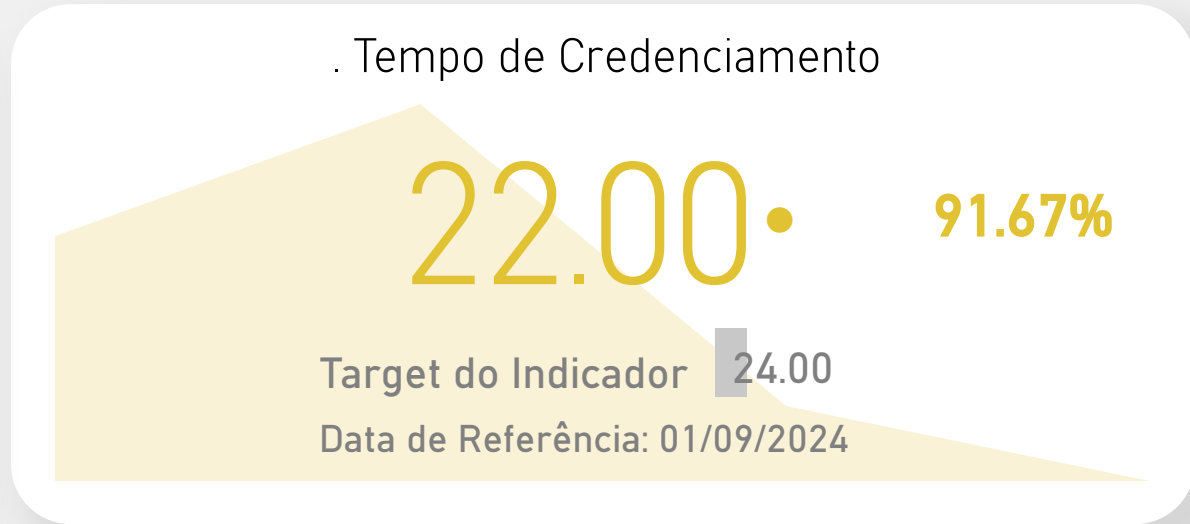 . Tempo de Credenciamento
22.00•
91.67%
Target do Indicador 24.00
Data de Referência: 01/09/2024